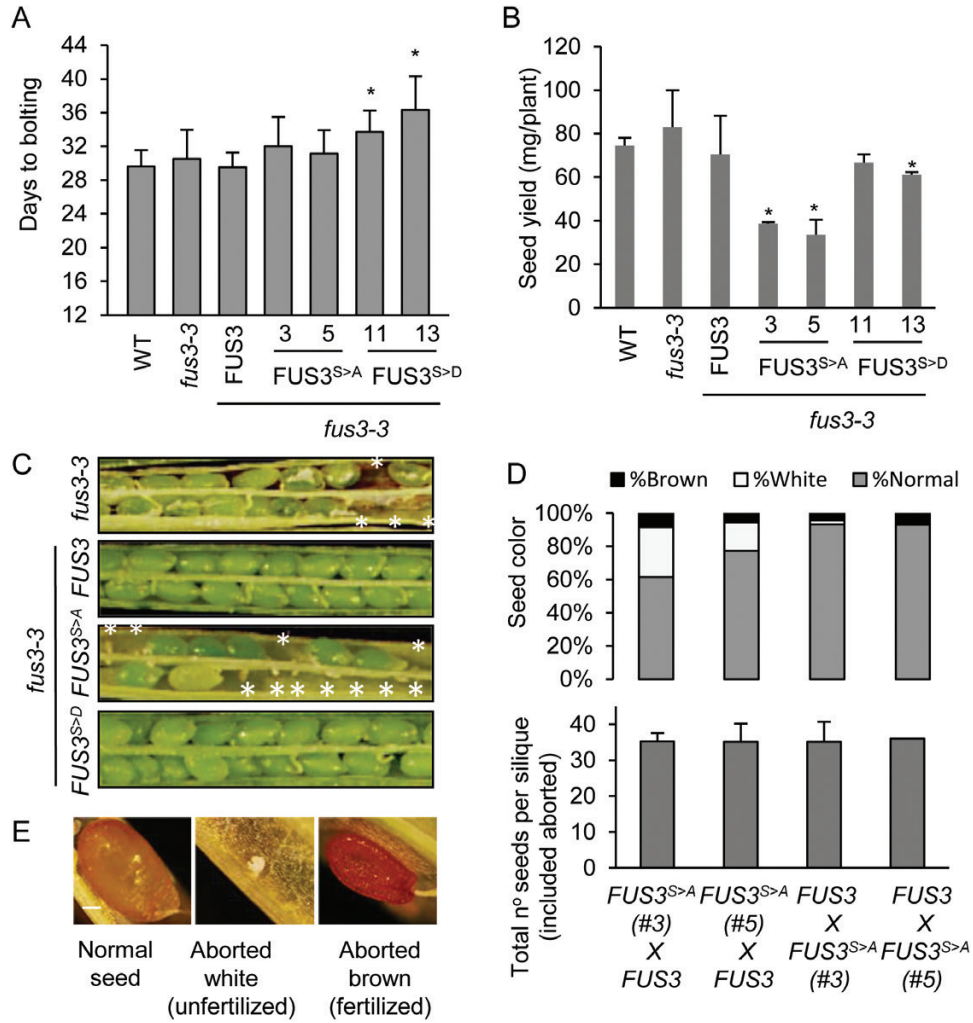 A
Days to bolting
44
40
36
32
28
24
20
16
12
*
*
WT
fus3-3
FUS3
3
5
11
13
FUS3S>A
FUS3S>D
fus3-3
B
Seed yield (mg/plant)
120
100
80
60
40
20
0
*
*
*
WT
fus3-3
FUS3
3
5
11
13
FUS3S>A
FUS3S>D
fus3-3
C
fus3-3
fus3-3
FUS3
FUS3S>A
FUS3S>D
*
* * *
* * * *
* * * * * * *
D
%Brown %White %Normal
Seed color
100%
80%
60%
40%
20%
0%
Total nº seeds per silique
(included aborted)
40
30
20
10
0
FUS3S>A
(#3)
X
FUS3
FUS3S>A
(#5)
X
FUS3
FUS3
X
FUS3S>A
(#3)
FUS3
X
FUS3S>A
(#5)
E
Normal
seed
Aborted
white
(unfertilized)
Aborted
brown
(fertilized)